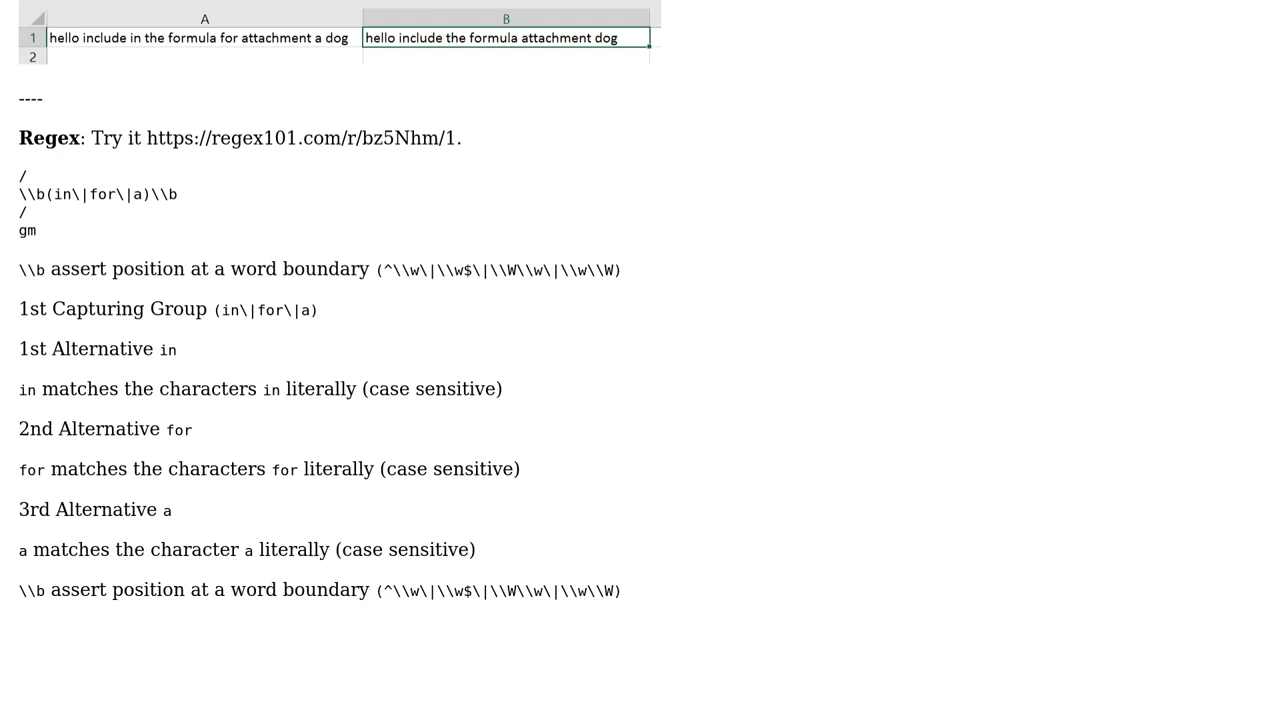 A B
1 hello include in the formula for attachment a dog hello include the formula attachment dog
2
----
Regex: Try it https://regex101.com/r/bz5Nhm/1.
/
\\b(in\|for\|a)\\b
/
gm
\\b assert position at a word boundary (^\\w\|\\w$\|\\W\\w\|\\w\\W)
1st Capturing Group (in\|for\|a)
1st Alternative in
in matches the characters in literally (case sensitive)
2nd Alternative for
for matches the characters for literally (case sensitive)
3rd Alternative a
a matches the character a literally (case sensitive)
\\b assert position at a word boundary (^\\w\|\\w$\|\\W\\w\|\\w\\W)